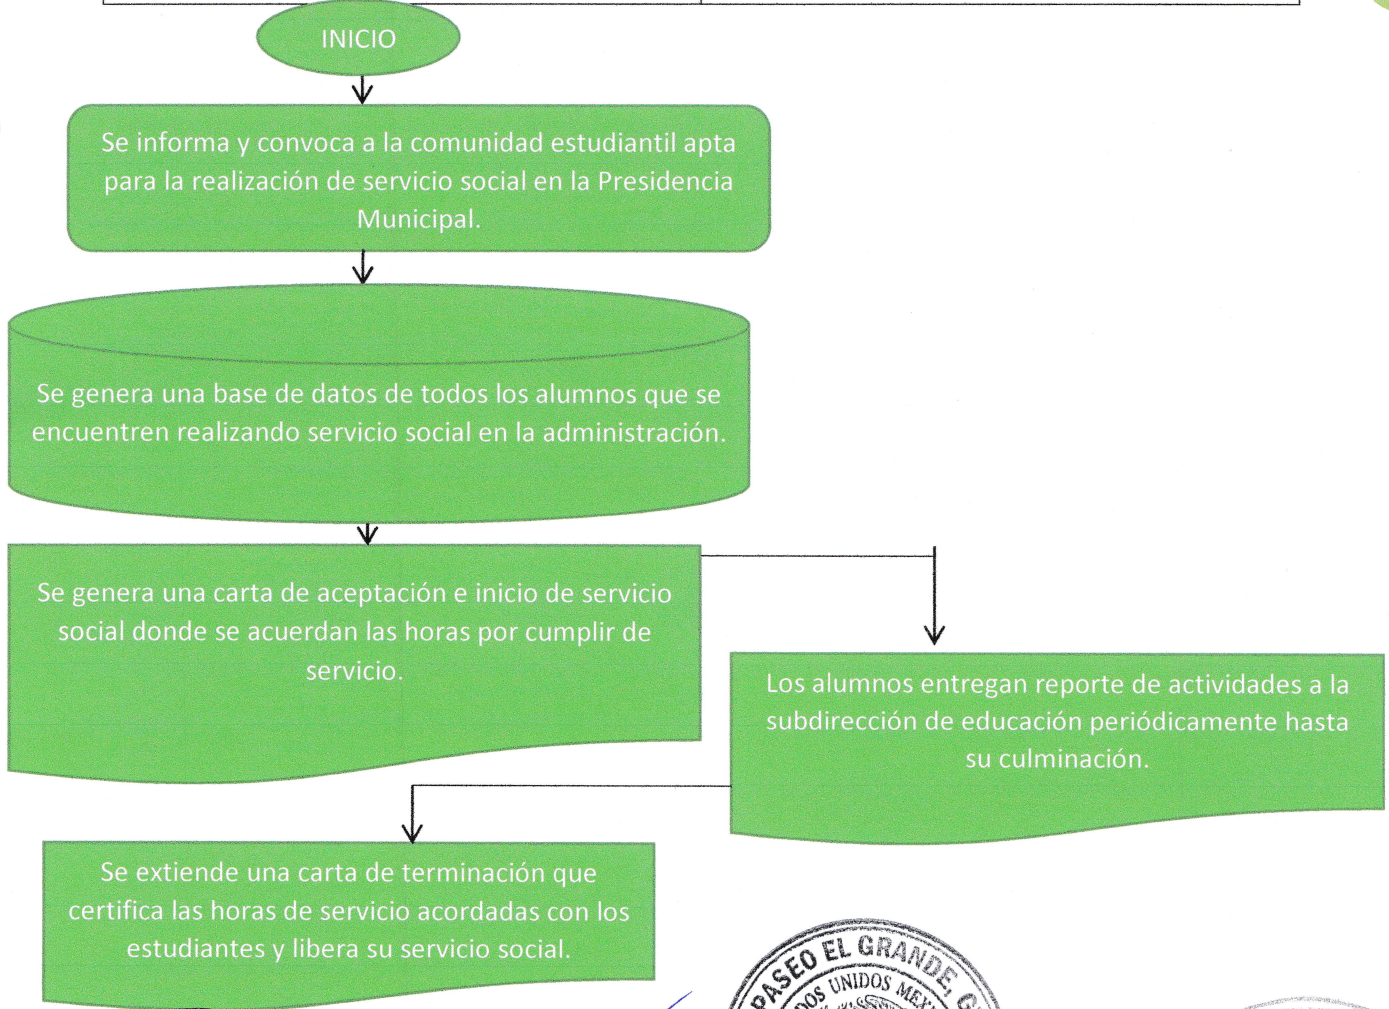 INICIO
Se informa y convoca a la comunidad estudiantil apta
para la realización de servicio social en la Presidencia
Municipal.
Se genera una base de datos de todos los alumnos que se
encuentren realizando servicio social en la administración.
Se genera una carta de aceptación e inicio de servicio
social donde se acuerdan las horas por cumplir de
servicio.
Los alumnos entregan reporte de actividades a la
subdirección de educación periódicamente hasta
su culminación.
Se extiende una carta de terminación que
certifica las horas de servicio acordadas con los
estudiantes y libera su servicio social.
PASEO EL GRANDE, G
UNIDOS